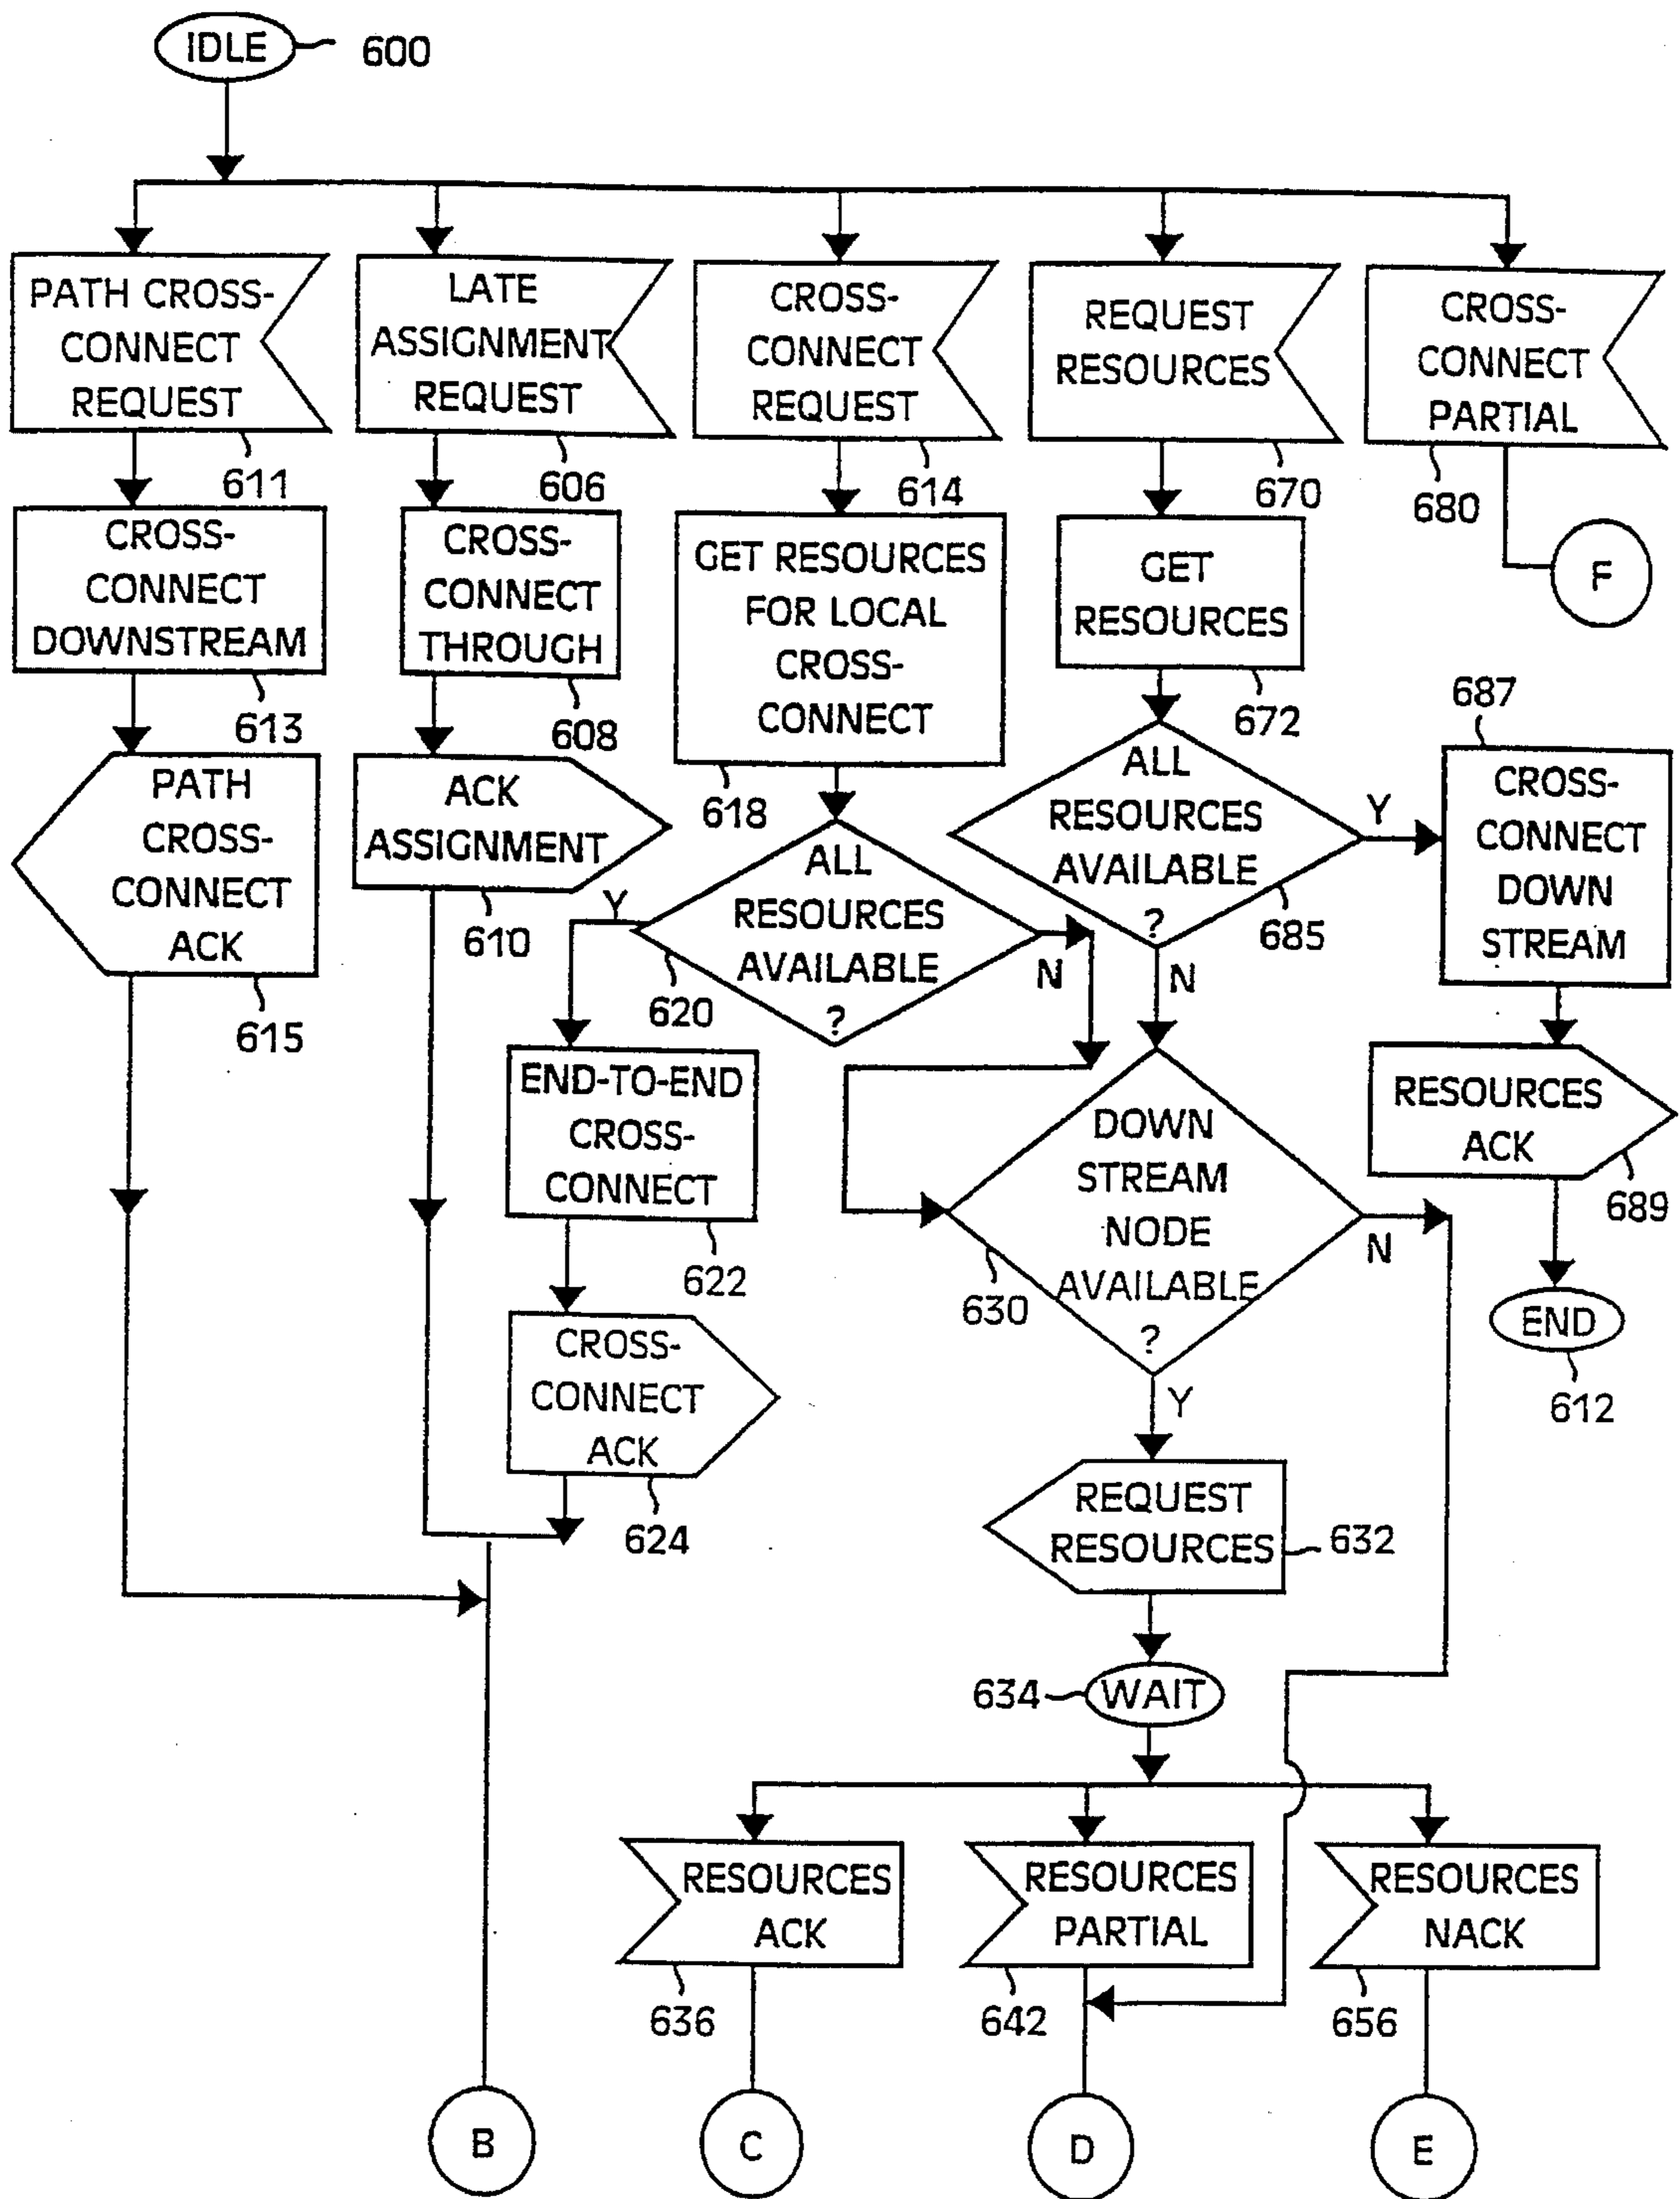 IDLE
600
PATH CROSS-
CONNECT
REQUEST
611
LATE
ASSIGNMENT
REQUEST
606
CROSS-
CONNECT
REQUEST
614
REQUEST
RESOURCES
670
CROSS-
CONNECT
PARTIAL
680
F
CROSS-
CONNECT
DOWNSTREAM
613
CROSS-
CONNECT
THROUGH
608
GET RESOURCES
FOR LOCAL
CROSS-
CONNECT
618
GET
RESOURCES
672
687
CROSS-
CONNECT
DOWN
STREAM
PATH
CROSS-
CONNECT
ACK
615
ACK
ASSIGNMENT
610
ALL
RESOURCES
AVAILABLE
?
620
Y
N
ALL
RESOURCES
AVAILABLE
?
685
Y
N
END-TO-END
CROSS-
CONNECT
622
DOWN
STREAM
NODE
AVAILABLE
?
630
N
Y
RESOURCES
ACK
689
END
612
CROSS-
CONNECT
ACK
624
REQUEST
RESOURCES
632
634
WAIT
RESOURCES
ACK
636
RESOURCES
PARTIAL
642
RESOURCES
NACK
656
B
C
D
E